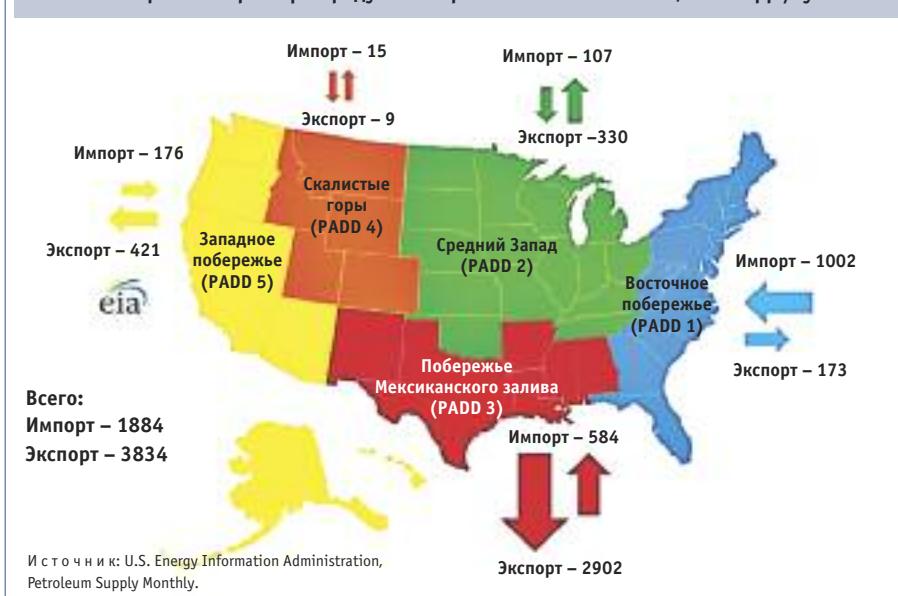 Импорт – 15
Импорт – 107
Экспорт – 9
Экспорт –330
Импорт – 176
Скалистые
горы
(PADD 4)
Экспорт – 421
Западное
побережье
(PADD 5)
Средний Запад
(PADD 2)
Импорт – 1002
Восточное
побережье
(PADD 1)
eia
Экспорт – 173
Побережье
Мексиканского залива
(PADD 3)
Всего:
Импорт – 1884
Экспорт – 3834
Импорт – 584
Экспорт – 2902
Источник: U.S. Energy Information Administration,
Petroleum Supply Monthly.